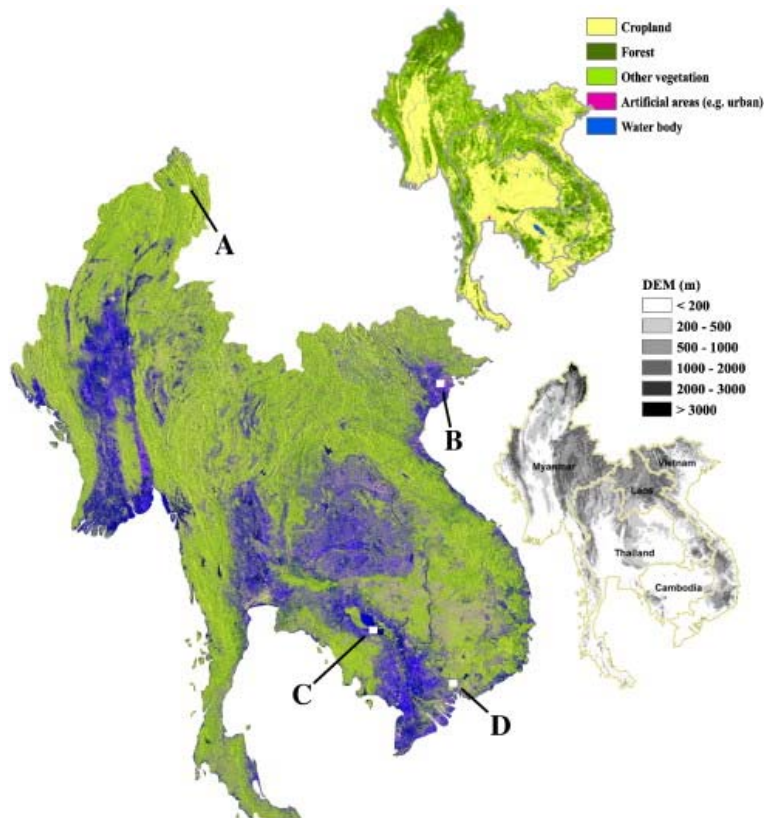 Cropland
Forest
Other vegetation
Artificial areas (e.g. urban)
Water body
A
B
C
D
DEM (m)
< 200
200 - 500
500 - 1000
1000 - 2000
2000 - 3000
> 3000
Myanmar
Vietnam
Laos
Thailand
Cambodia